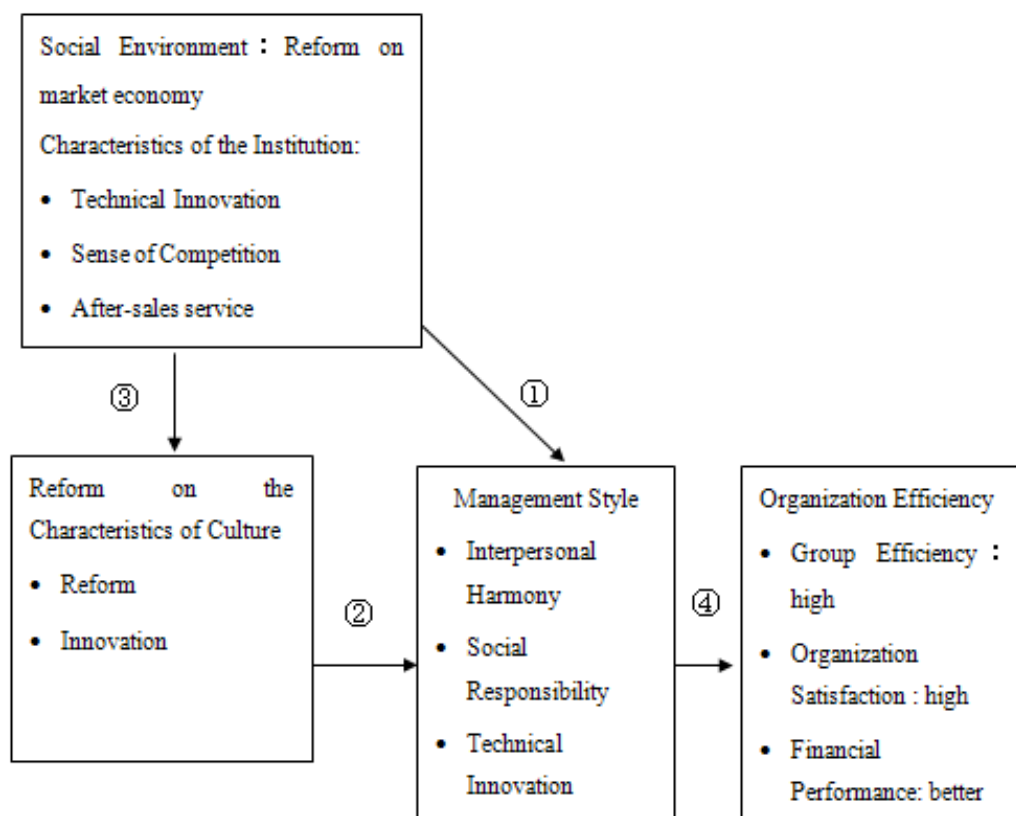 Social Environment：Reform on
market economy
Characteristics of the Institution:
• Technical Innovation
• Sense of Competition
• After-sales service
③
①
Reform on the
Characteristics of Culture
• Reform
• Innovation
②
Management Style
• Interpersonal
Harmony
• Social
Responsibility
• Technical
Innovation
④
Organization Efficiency
• Group Efficiency：
high
• Organization
Satisfaction : high
• Financial
Performance: better